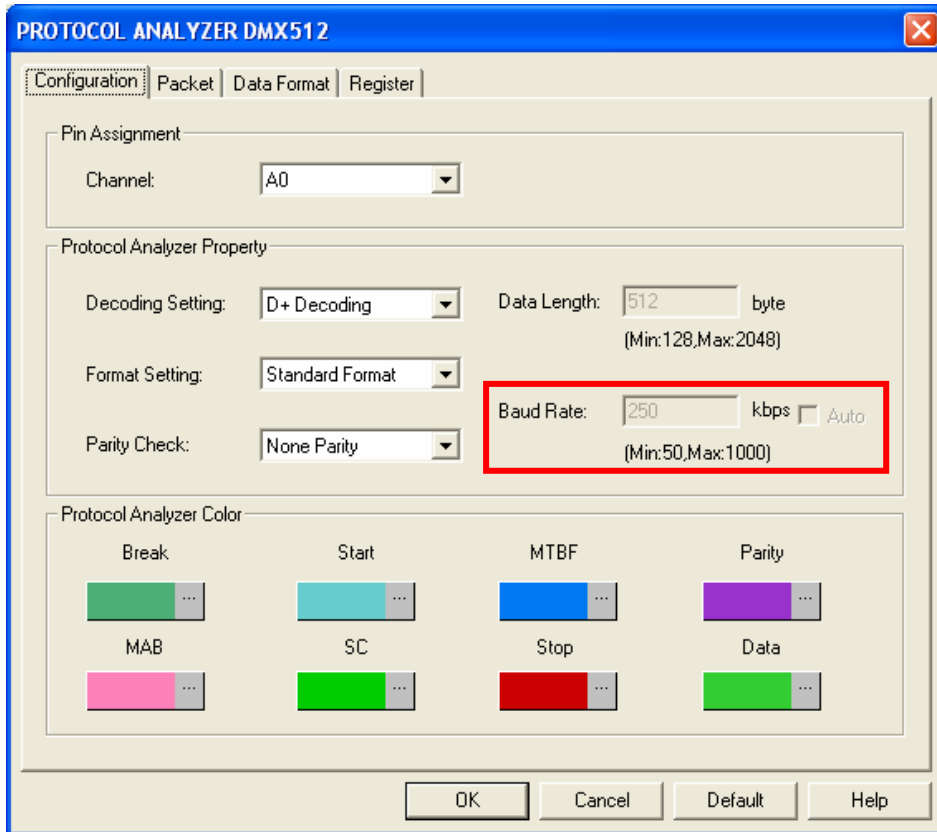 PROTOCOL ANALYZER DMX512
Configuration Packet Data Format Register
Pin Assignment
Channel: A0
Protocol Analyzer Property
Decoding Setting: D+ Decoding Data Length: 512 byte
(Min:128,Max:2048)
Format Setting: Standard Format
Baud Rate: 250 kbps Auto
Parity Check: None Parity
(Min:50,Max:1000)
Protocol Analyzer Color
Break Start MTBF Parity
... ... ... ...
MAB SC Stop Data
... ... ... ...
OK Cancel Default Help